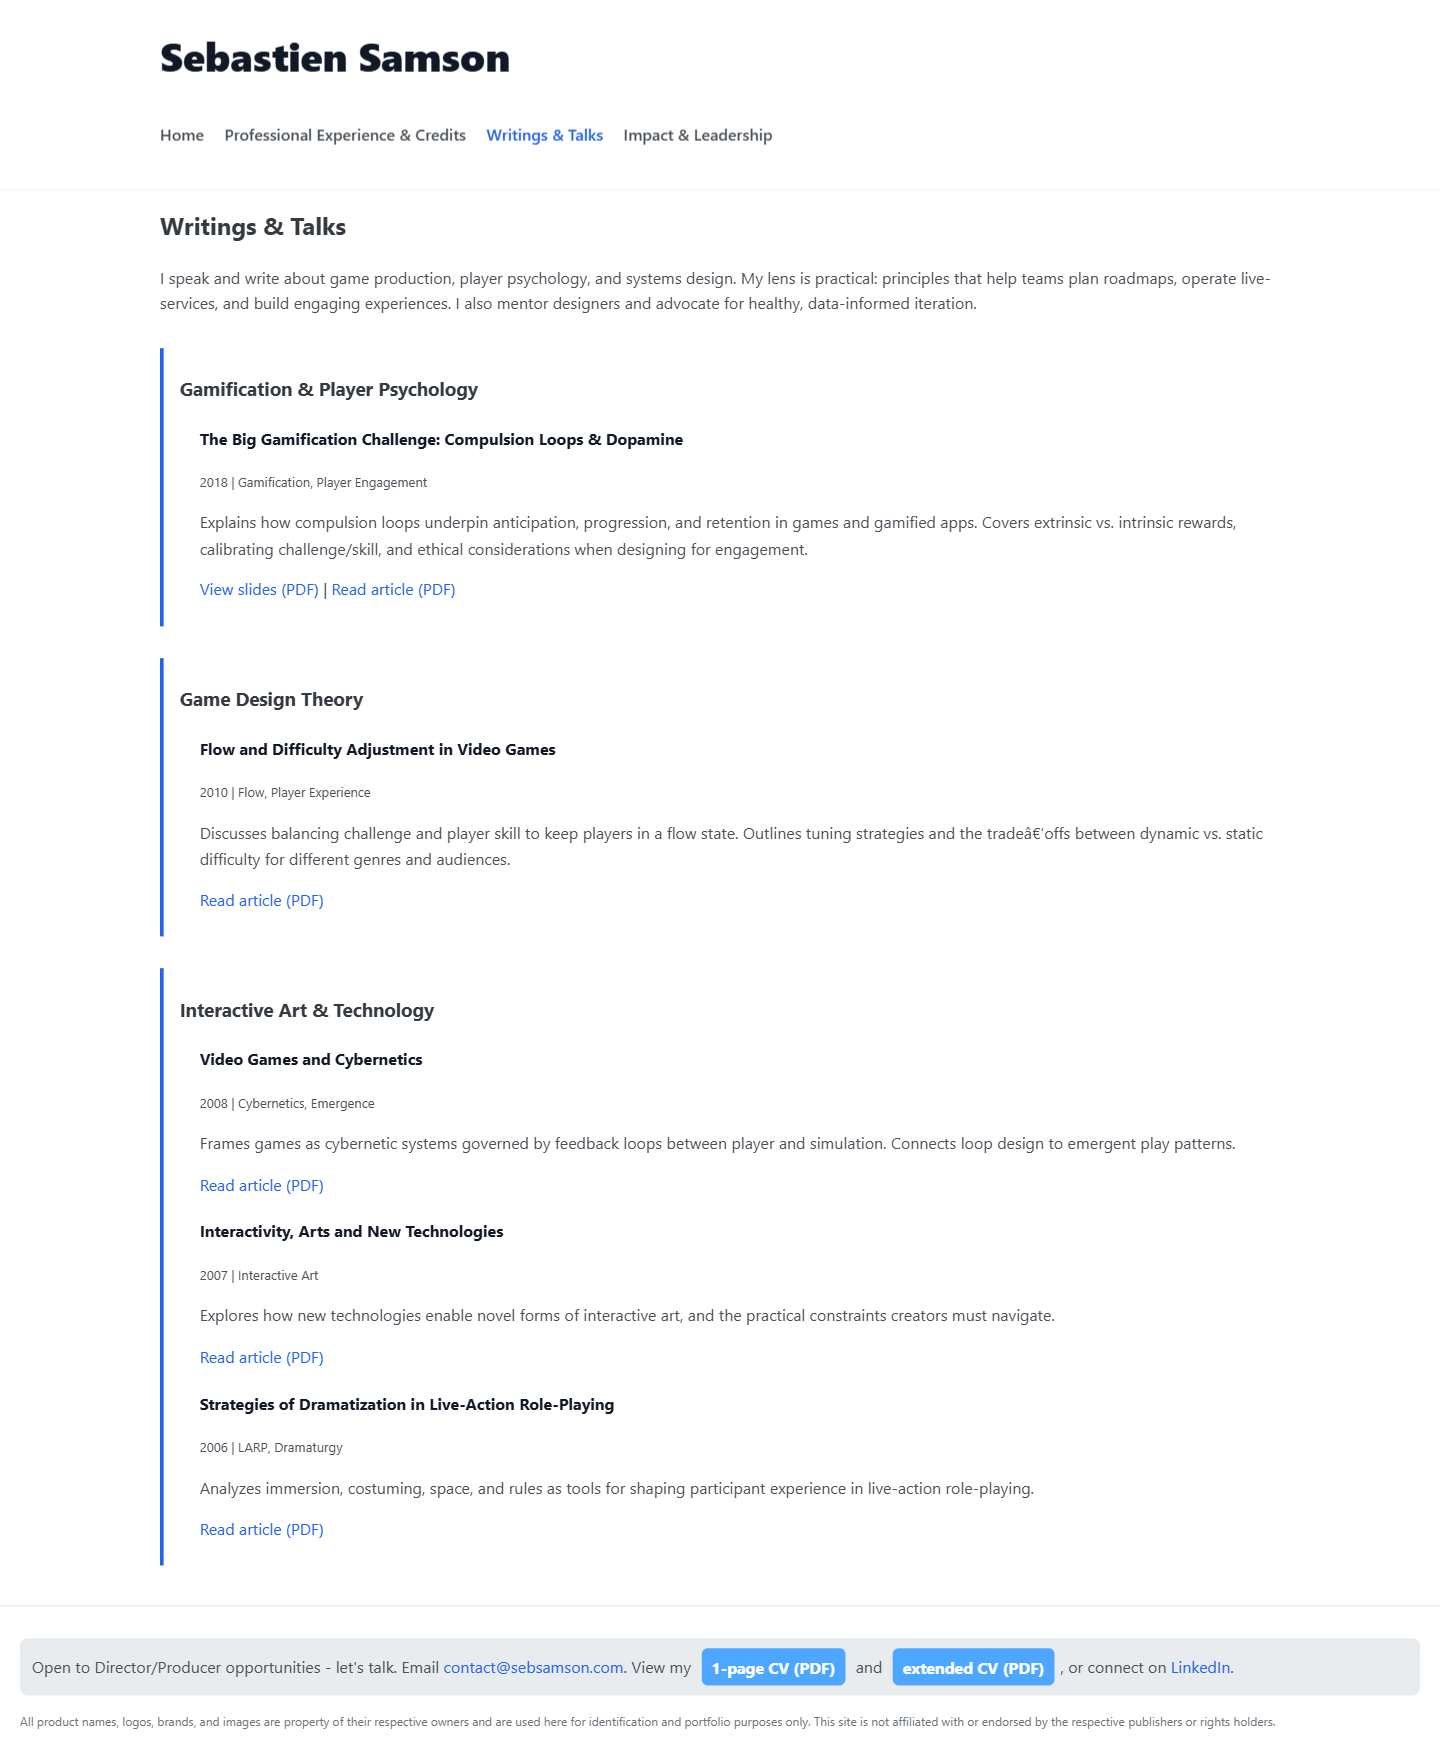 Sebastien Samson
Home Professional Experience & Credits Writings & Talks Impact & Leadership
Writings & Talks
I speak and write about game production, player psychology, and systems design. My lens is practical: principles that help teams plan roadmaps, operate live-
services, and build engaging experiences. I also mentor designers and advocate for healthy, data-informed iteration.
Gamification & Player Psychology
The Big Gamification Challenge: Compulsion Loops & Dopamine
2018 | Gamification, Player Engagement
Explains how compulsion loops underpin anticipation, progression, and retention in games and gamified apps. Covers extrinsic vs. intrinsic rewards,
calibrating challenge/skill, and ethical considerations when designing for engagement.
View slides (PDF) | Read article (PDF)
Game Design Theory
Flow and Difficulty Adjustment in Video Games
2010 | Flow, Player Experience
Discusses balancing challenge and player skill to keep players in a flow state. Outlines tuning strategies and the tradeâ€‘offs between dynamic vs. static
difficulty for different genres and audiences.
Read article (PDF)
Interactive Art & Technology
Video Games and Cybernetics
2008 | Cybernetics, Emergence
Frames games as cybernetic systems governed by feedback loops between player and simulation. Connects loop design to emergent play patterns.
Read article (PDF)
Interactivity, Arts and New Technologies
2007 | Interactive Art
Explores how new technologies enable novel forms of interactive art, and the practical constraints creators must navigate.
Read article (PDF)
Strategies of Dramatization in Live-Action Role-Playing
2006 | LARP, Dramaturgy
Analyzes immersion, costuming, space, and rules as tools for shaping participant experience in live-action role-playing.
Read article (PDF)
Open to Director/Producer opportunities - let's talk. Email contact@sebsamson.com. View my 1-page CV (PDF) and extended CV (PDF) , or connect on LinkedIn.
All product names, logos, brands, and images are property of their respective owners and are used here for identification and portfolio purposes only. This site is not affiliated with or endorsed by the respective publishers or rights holders.